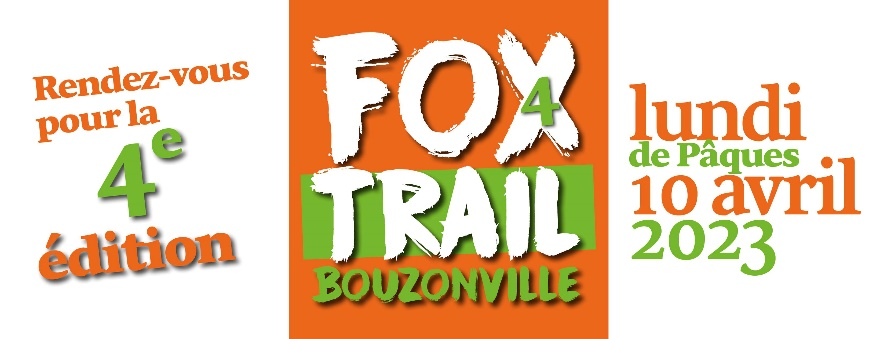 Rendez-vous
pour la
4e
édition
FOX
4
TRAIL
BOUZONVILLE
lundi
de Pâques
10 avril
2023